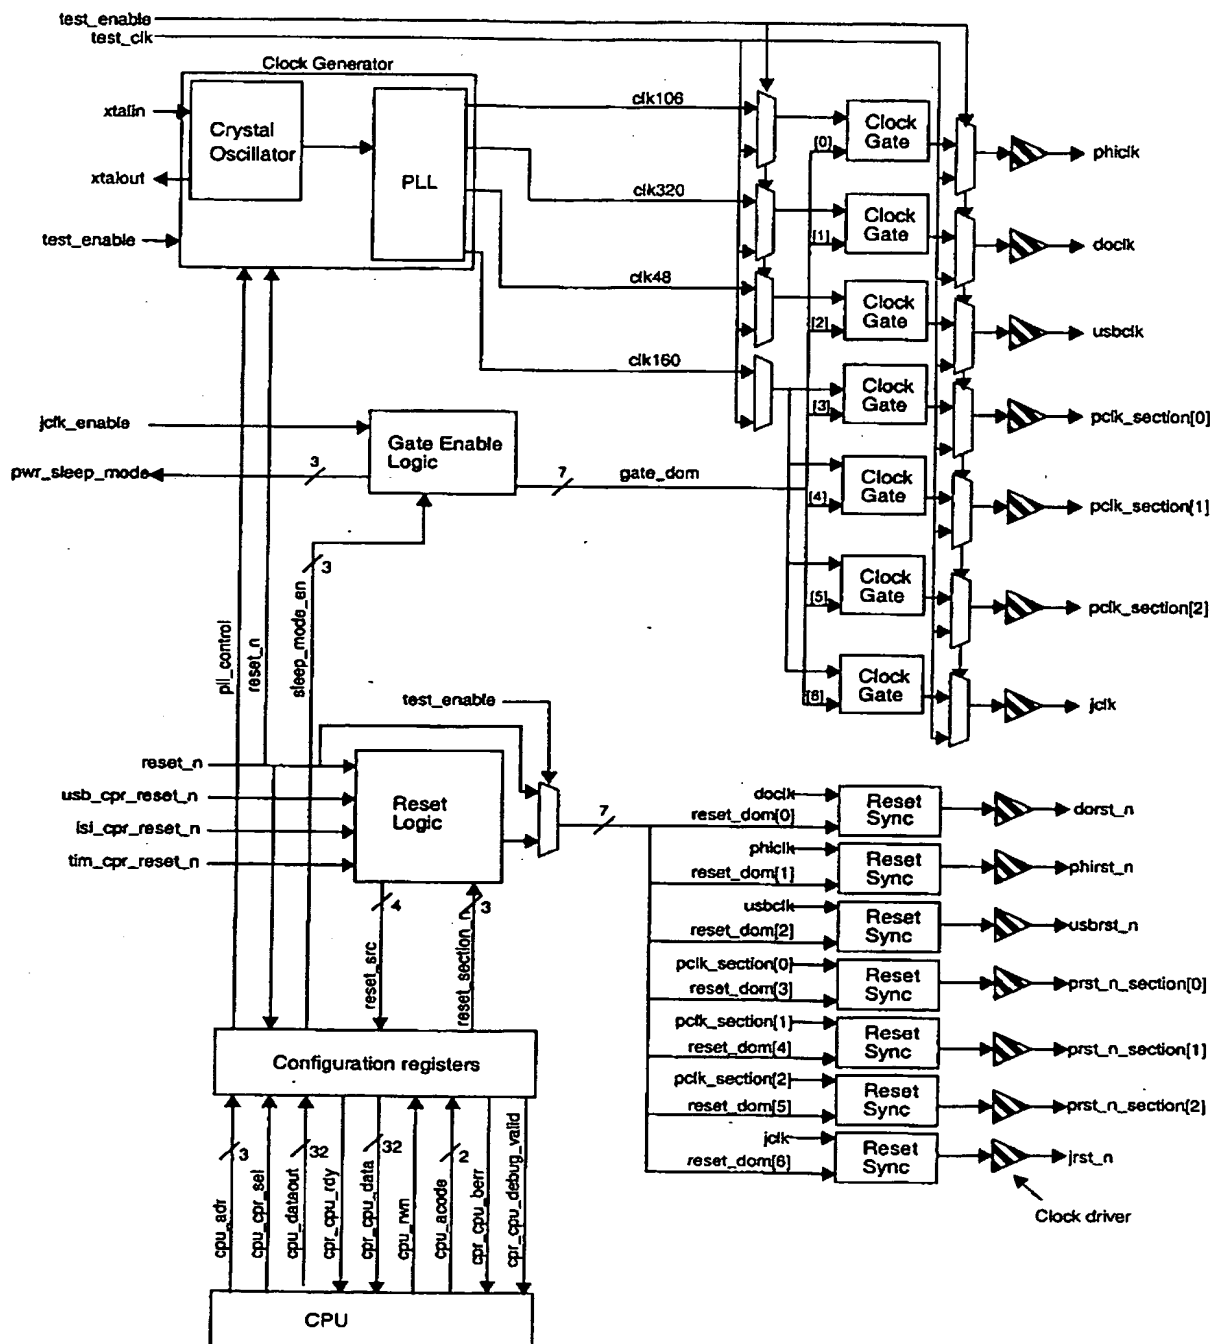 test_enable
test_clk
Clock Generator
xtalin
Crystal
Oscillator
xtalout
test_enable
PLL
clk106
clk320
clk48
clk160
Clock
Gate
[0]
phiclk
Clock
Gate
[1]
doclk
Clock
Gate
[2]
usbclk
Clock
Gate
[3]
pclk_section[0]
Clock
Gate
[4]
pclk_section[1]
Clock
Gate
[5]
pclk_section[2]
Clock
Gate
[6]
jclk
jclk_enable
pwr_sleep_mode
3
Gate Enable
Logic
7
gate_dom
3
pll_control
reset_n
sleep_mode_en
test_enable
reset_n
usb_cpr_reset_n
isi_cpr_reset_n
tim_cpr_reset_n
Reset
Logic
7
4
3
reset_src
reset_section_n
doclk
reset_dom[0]
Reset
Sync
dorst_n
phiclk
reset_dom[1]
Reset
Sync
phirst_n
usbclk
reset_dom[2]
Reset
Sync
usbrst_n
pclk_section[0]
reset_dom[3]
Reset
Sync
prst_n_section[0]
pclk_section[1]
reset_dom[4]
Reset
Sync
prst_n_section[1]
pclk_section[2]
reset_dom[5]
Reset
Sync
prst_n_section[2]
jclk
reset_dom[6]
Reset
Sync
jrst_n
Clock driver
Configuration registers
3
32
32
2
cpu_adr
cpu_cpr_sel
cpu_dataout
cpr_cpu_rdy
cpr_cpu_data
cpu_rwn
cpu_acode
cpr_cpu_berr
cpr_cpu_debug_valid
CPU